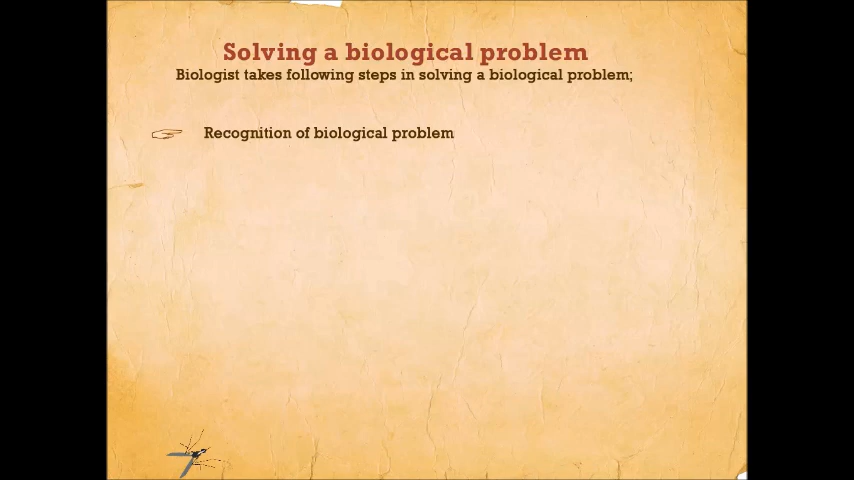 Solving a biological problem
Biologist takes following steps in solving a biological problem;
Recognition of biological problem